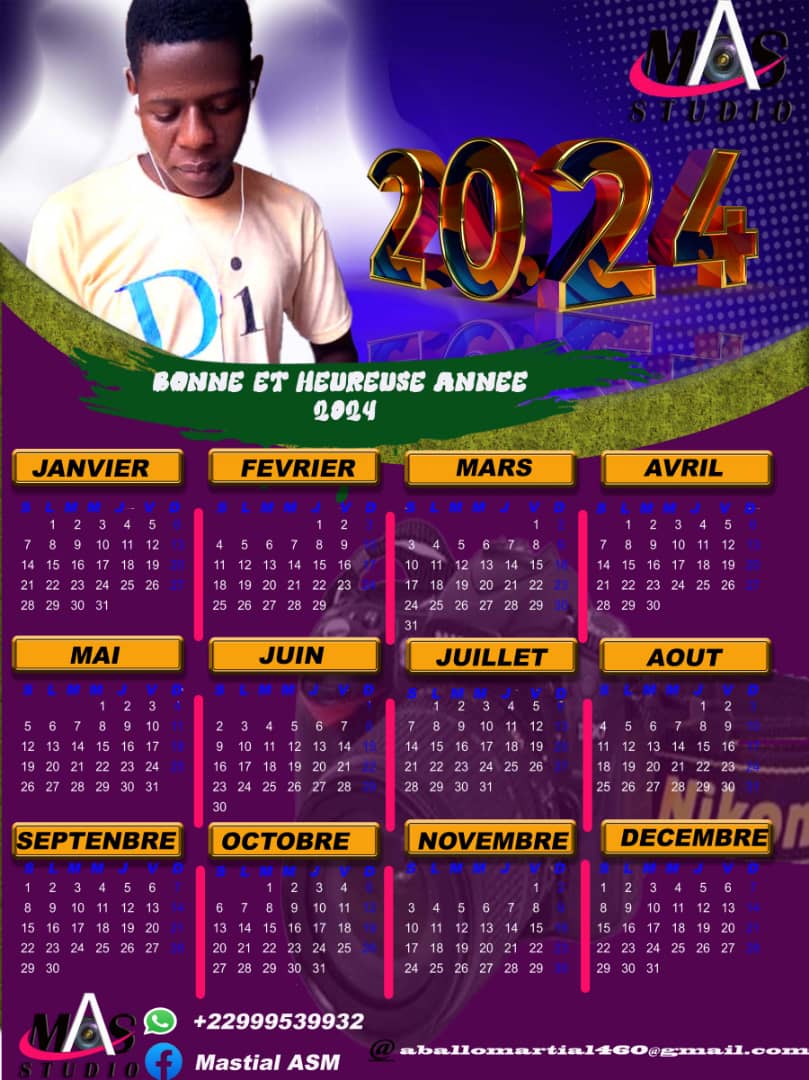 MAS
STUDIO
Di
2024
BONNE ET HEUREUSE ANNEE
2024
JANVIER
S L M M J V D
1 2 3 4 5 6
7 8 9 10 11 12 13
14 15 16 17 18 19 20
21 22 23 24 25 26 27
28 29 30 31
FEVRIER
S L M M J V D
1 2 3
4 5 6 7 8 9 10
11 12 13 14 15 16 17
18 19 20 21 22 23 24
25 26 27 28 29
MARS
S L M M J V D
1 2
3 4 5 6 7 8 9
10 11 12 13 14 15 16
17 18 19 20 21 22 23
24 25 26 27 28 29 30
31
AVRIL
S L M M J V D
1 2 3 4 5 6
7 8 9 10 11 12 13
14 15 16 17 18 19 20
21 22 23 24 25 26 27
28 29 30
MAI
S L M M J V D
1 2 3 4
5 6 7 8 9 10 11
12 13 14 15 16 17 18
19 20 21 22 23 24 25
26 27 28 29 30 31
JUIN
S L M M J V D
1
2 3 4 5 6 7 8
9 10 11 12 13 14 15
16 17 18 19 20 21 22
23 24 25 26 27 28 29
30
JUILLET
S L M M J V D
1 2 3 4 5 6
7 8 9 10 11 12 13
14 15 16 17 18 19 20
21 22 23 24 25 26 27
28 29 30 31
AOUT
S L M M J V D
1 2 3
4 5 6 7 8 9 10
11 12 13 14 15 16 17
18 19 20 21 22 23 24
25 26 27 28 29 30 31
Nikon
SEPTENBRE
S L M M J V D
1 2 3 4 5 6 7
8 9 10 11 12 13 14
15 16 17 18 19 20 21
22 23 24 25 26 27 28
29 30
OCTOBRE
S L M M J V D
1 2 3 4 5
6 7 8 9 10 11 12
13 14 15 16 17 18 19
20 21 22 23 24 25 26
27 28 29 30 31
NOVEMBRE
S L M M J V D
1 2
3 4 5 6 7 8 9
10 11 12 13 14 15 16
17 18 19 20 21 22 23
24 25 26 27 28 29 30
DECEMBRE
S L M M J V D
1 2 3 4 5 6 7
8 9 10 11 12 13 14
15 16 17 18 19 20 21
22 23 24 25 26 27 28
29 30 31
MAS
STUDIO
+22999539932
Mastial ASM
@ aballomartial460@gmail.com